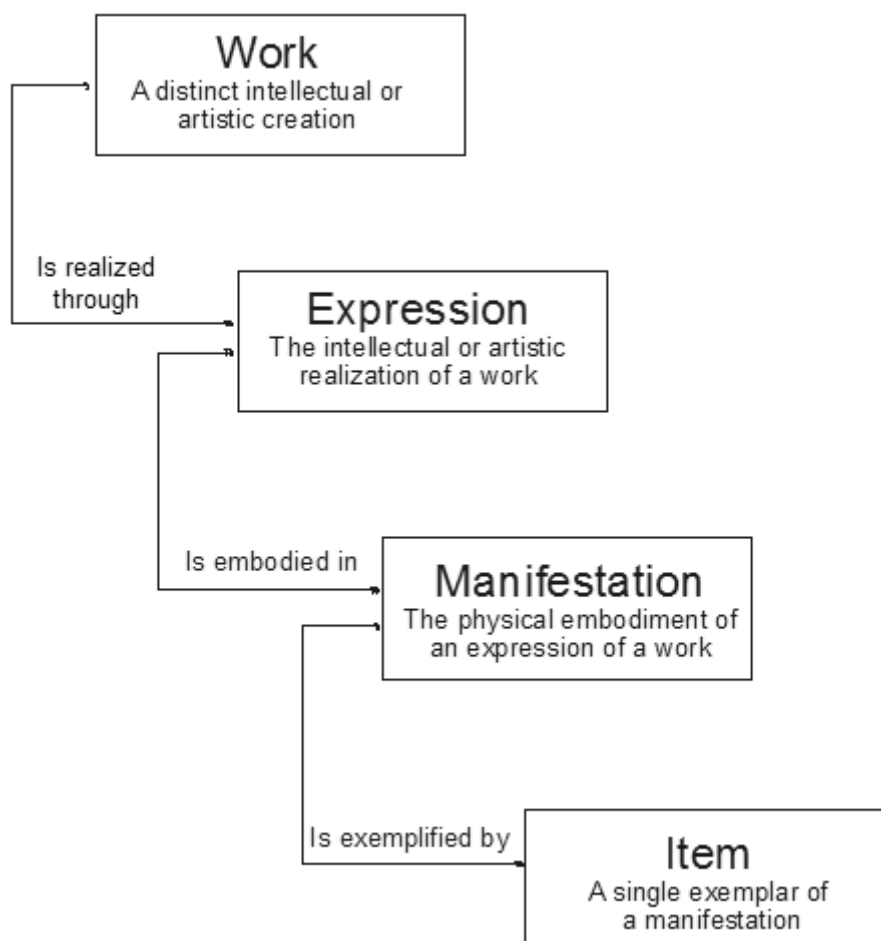 Work
A distinct intellectual or
artistic creation
Is realized
through
Expression
The intellectual or artistic
realization of a work
Is embodied in
Manifestation
The physical embodiment of
an expression of a work
Is exemplified by
Item
A single exemplar of
a manifestation